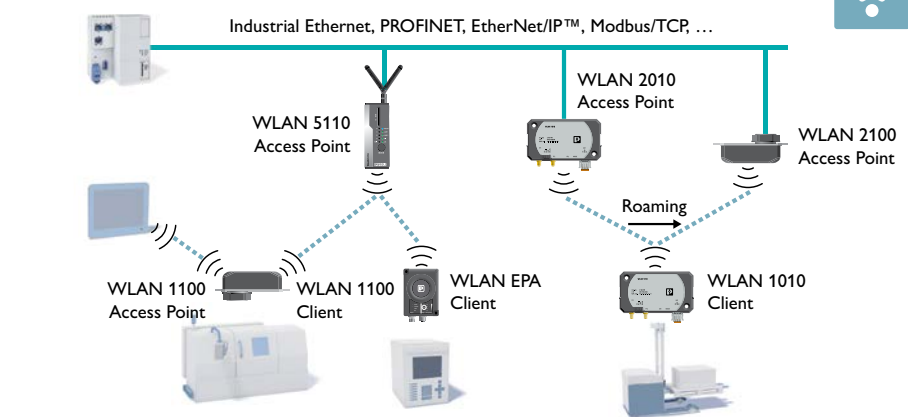 Industrial Ethernet, PROFINET, EtherNet/IP™, Modbus/TCP, …
WLAN 2010
Access Point
WLAN 5110
Access Point
WLAN 2100
Access Point
Roaming
WLAN 1100
Access Point
WLAN 1100
Client
WLAN EPA
Client
WLAN 1010
Client